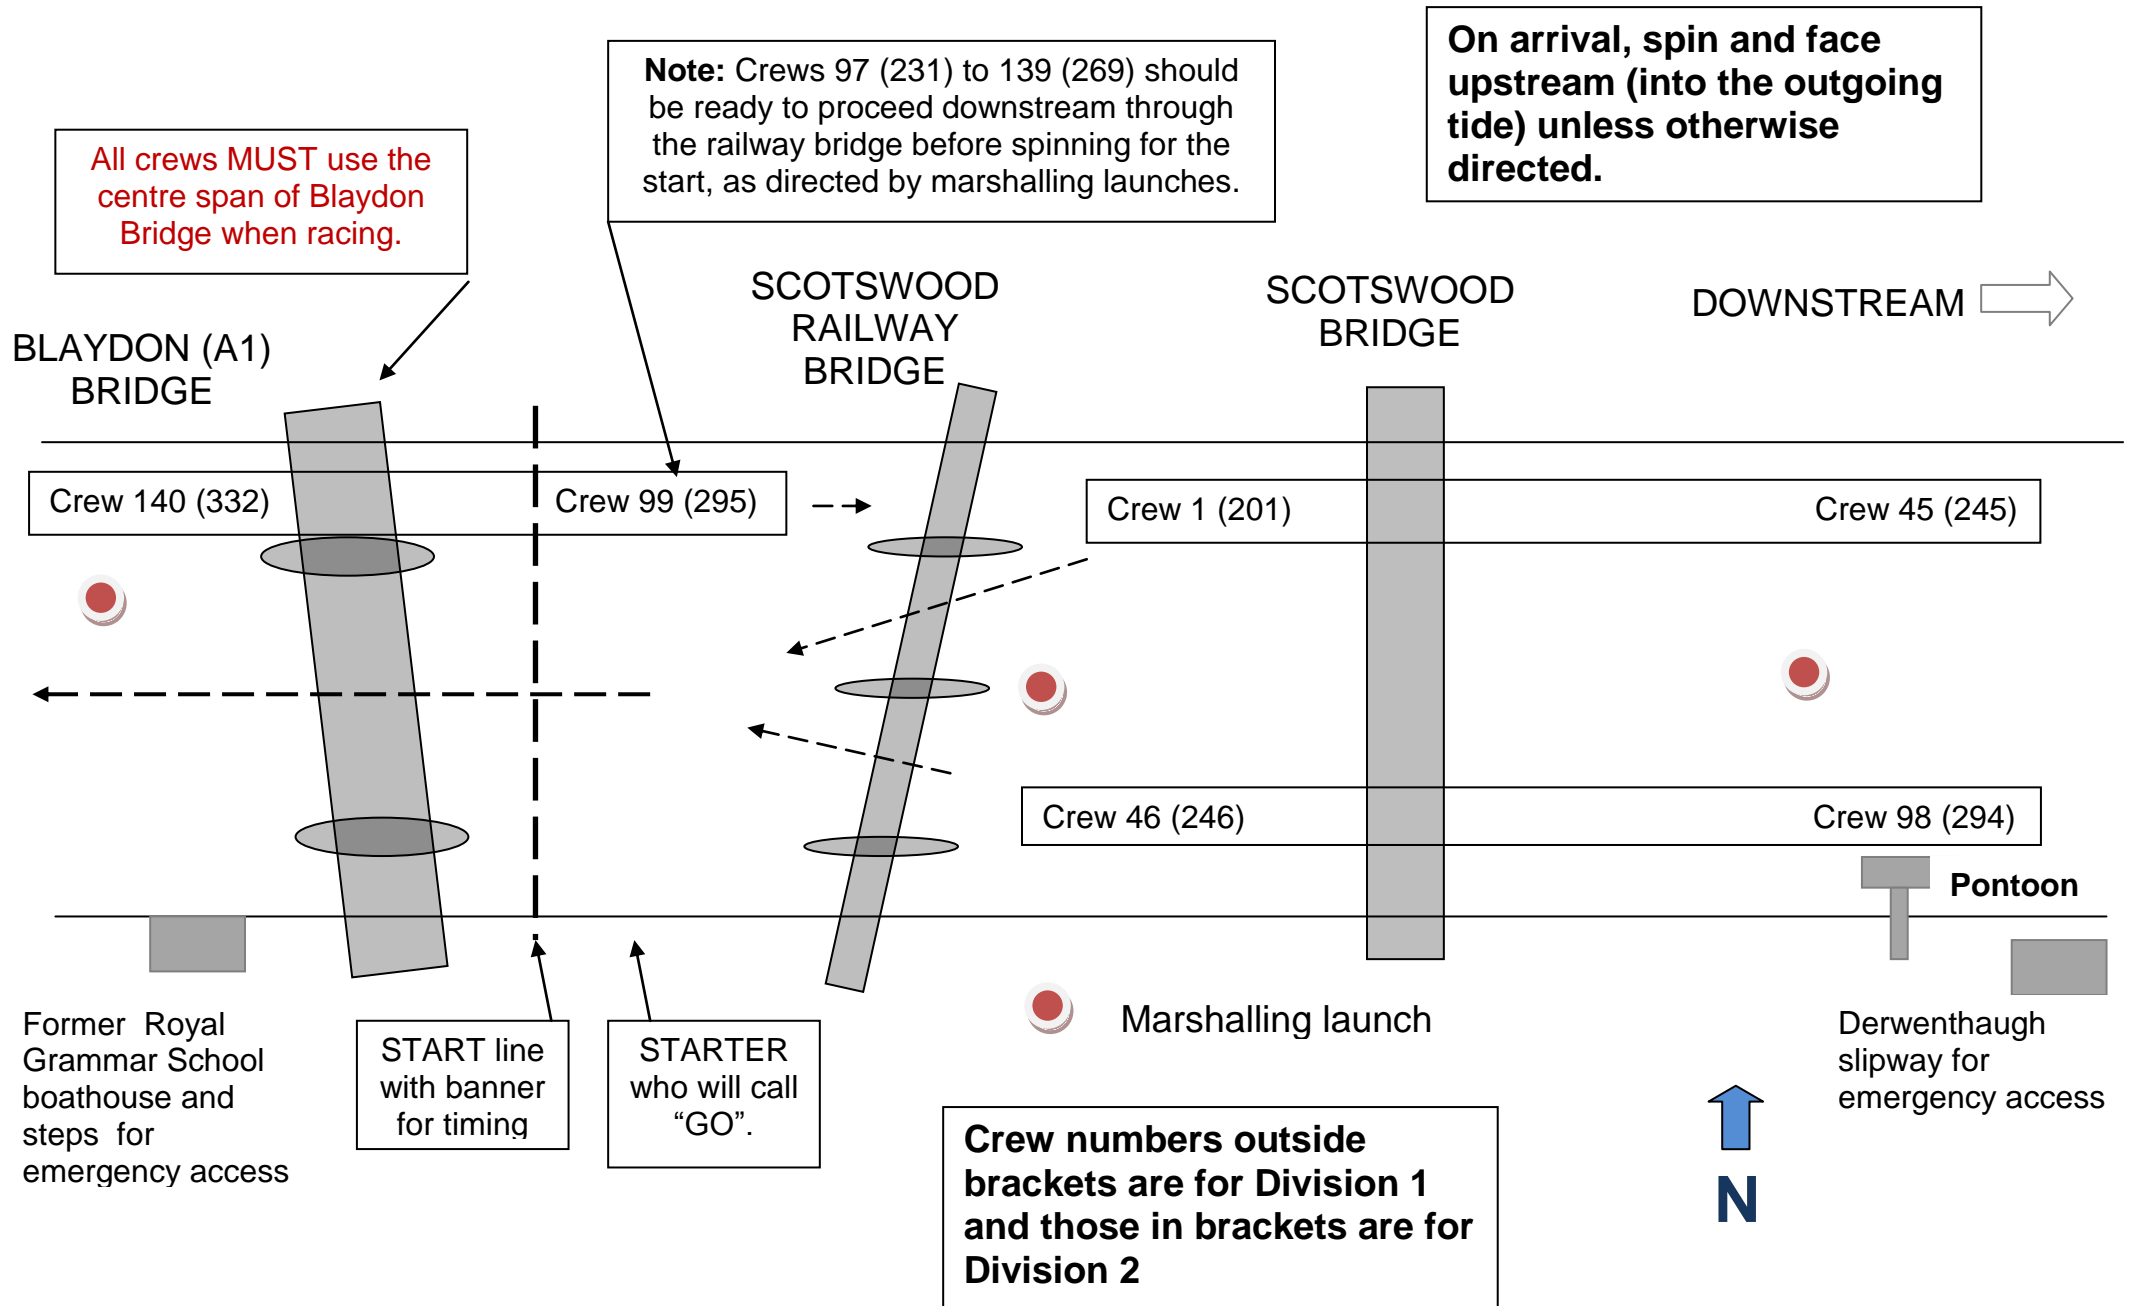 On arrival, spin and face
upstream (into the outgoing
tide) unless otherwise
directed.
Note: Crews 97 (231) to 139 (269) should
be ready to proceed downstream through
the railway bridge before spinning for the
start, as directed by marshalling launches.
All crews MUST use the
centre span of Blaydon
Bridge when racing.
BLAYDON (A1)
BRIDGE
SCOTSWOOD
RAILWAY
BRIDGE
SCOTSWOOD
BRIDGE
DOWNSTREAM
Crew 140 (332)
Crew 99 (295)
Crew 1 (201)
Crew 45 (245)
Crew 46 (246)
Crew 98 (294)
Pontoon
Former Royal
Grammar School
boathouse and
steps for
emergency access
START line
with banner
for timing
STARTER
who will call
“GO”.
Marshalling launch
Derwenthaugh
slipway for
emergency access
Crew numbers outside
brackets are for Division 1
and those in brackets are for
Division 2
N